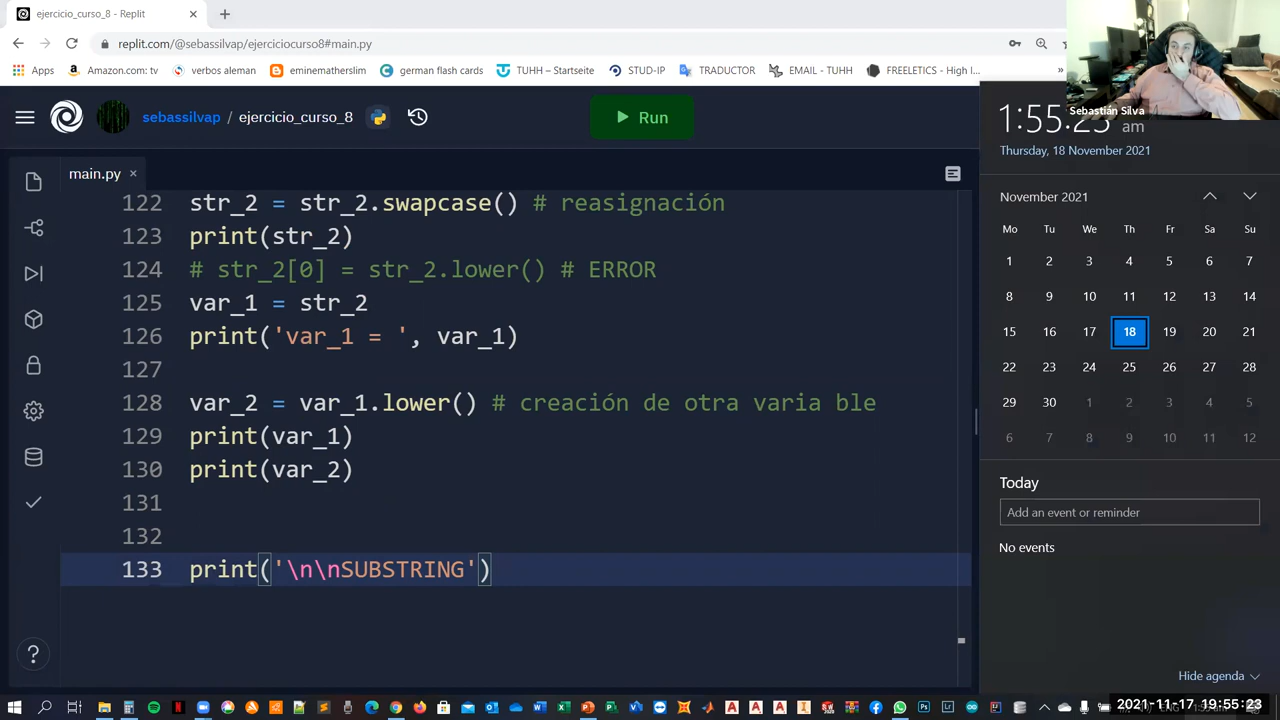 ejercicio_curso_8 - Replit
replit.com/@sebassilvap/ejerciciocurso8#main.py
Apps Amazon.com: tv verbos aleman eminematherslim german flash cards TUHH – Startseite STUD-IP TRADUCTOR EMAIL - TUHH FREELETICS - High I... »
Sebastián Silva
sebassilvap / ejercicio_curso_8
Run
1:55:23 am
Thursday, 18 November 2021
main.py
122 str_2 = str_2.swapcase() # reasignación
123 print(str_2)
124 # str_2[0] = str_2.lower() # ERROR
125 var_1 = str_2
126 print('var_1 = ', var_1)
127
128 var_2 = var_1.lower() # creación de otra varia ble
129 print(var_1)
130 print(var_2)
131
132
133 print('\n\nSUBSTRING')
November 2021
Mo Tu We Th Fr Sa Su
1 2 3 4 5 6 7
8 9 10 11 12 13 14
15 16 17 18 19 20 21
22 23 24 25 26 27 28
29 30 1 2 3 4 5
6 7 8 9 10 11 12
Today
Add an event or reminder
No events
Hide agenda
2021-11-17 19:55:23